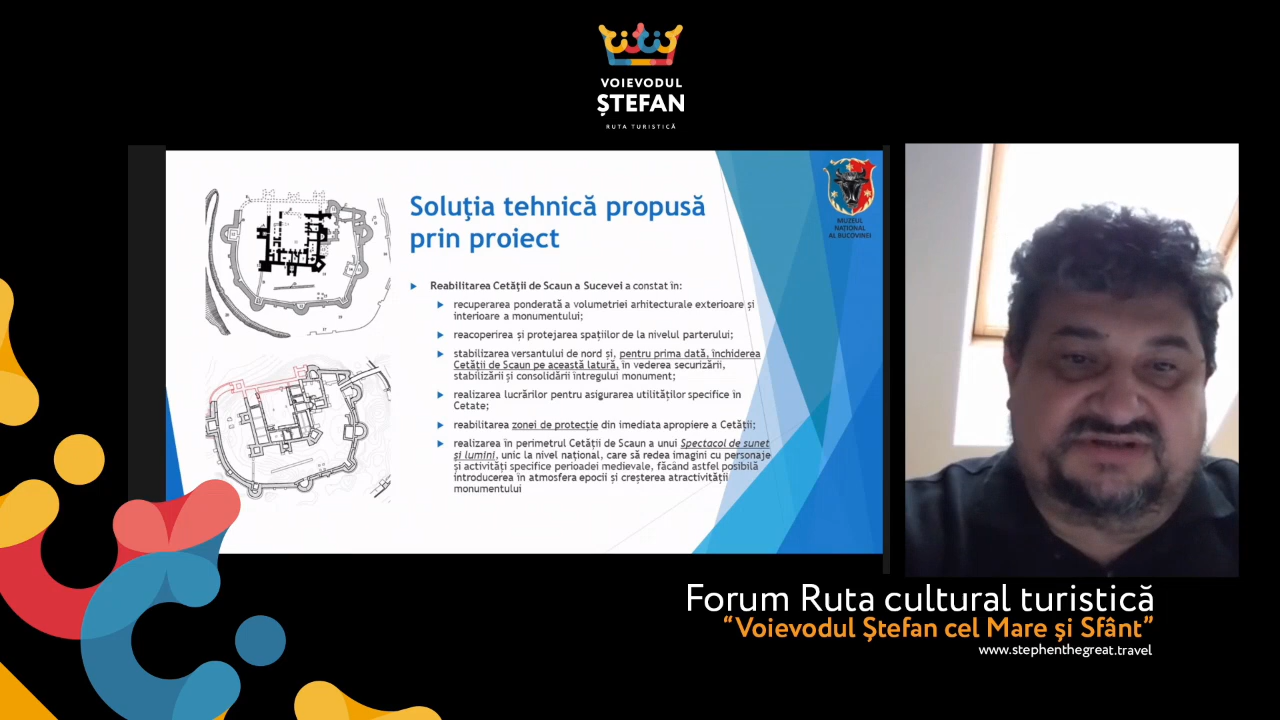 VOIEVODUL
ȘTEFAN
RUTA TURISTICĂ
Soluţia tehnică propusă
prin proiect
MUZEUL
NAȚIONAL
AL BUCOVINEI
Reabilitarea Cetăţii de Scaun a Sucevei a constat în:
recuperarea ponderată a volumetriei arhitecturale exterioare și
interioare a monumentului;
reacoperirea și protejarea spațiilor de la nivelul parterului;
stabilizarea versantului de nord și, pentru prima dată, închiderea
Cetăţii de Scaun pe această latură, în vederea securizării,
stabilizării și consolidării întregului monument;
realizarea lucrărilor pentru asigurarea utilităților specifice în
Cetate;
reabilitarea zonei de protecție din imediata apropiere a Cetății;
realizarea în perimetrul Cetății de Scaun a unui Spectacol de sunet
și lumini, unic la nivel național, care să redea imagini cu personaje
și activități specifice perioadei medievale, făcând astfel posibilă
introducerea în atmosfera epocii și creșterea atractivității
monumentului
Forum Ruta cultural turistică
“Voievodul Ștefan cel Mare și Sfânt”
www.stephenthegreat.travel